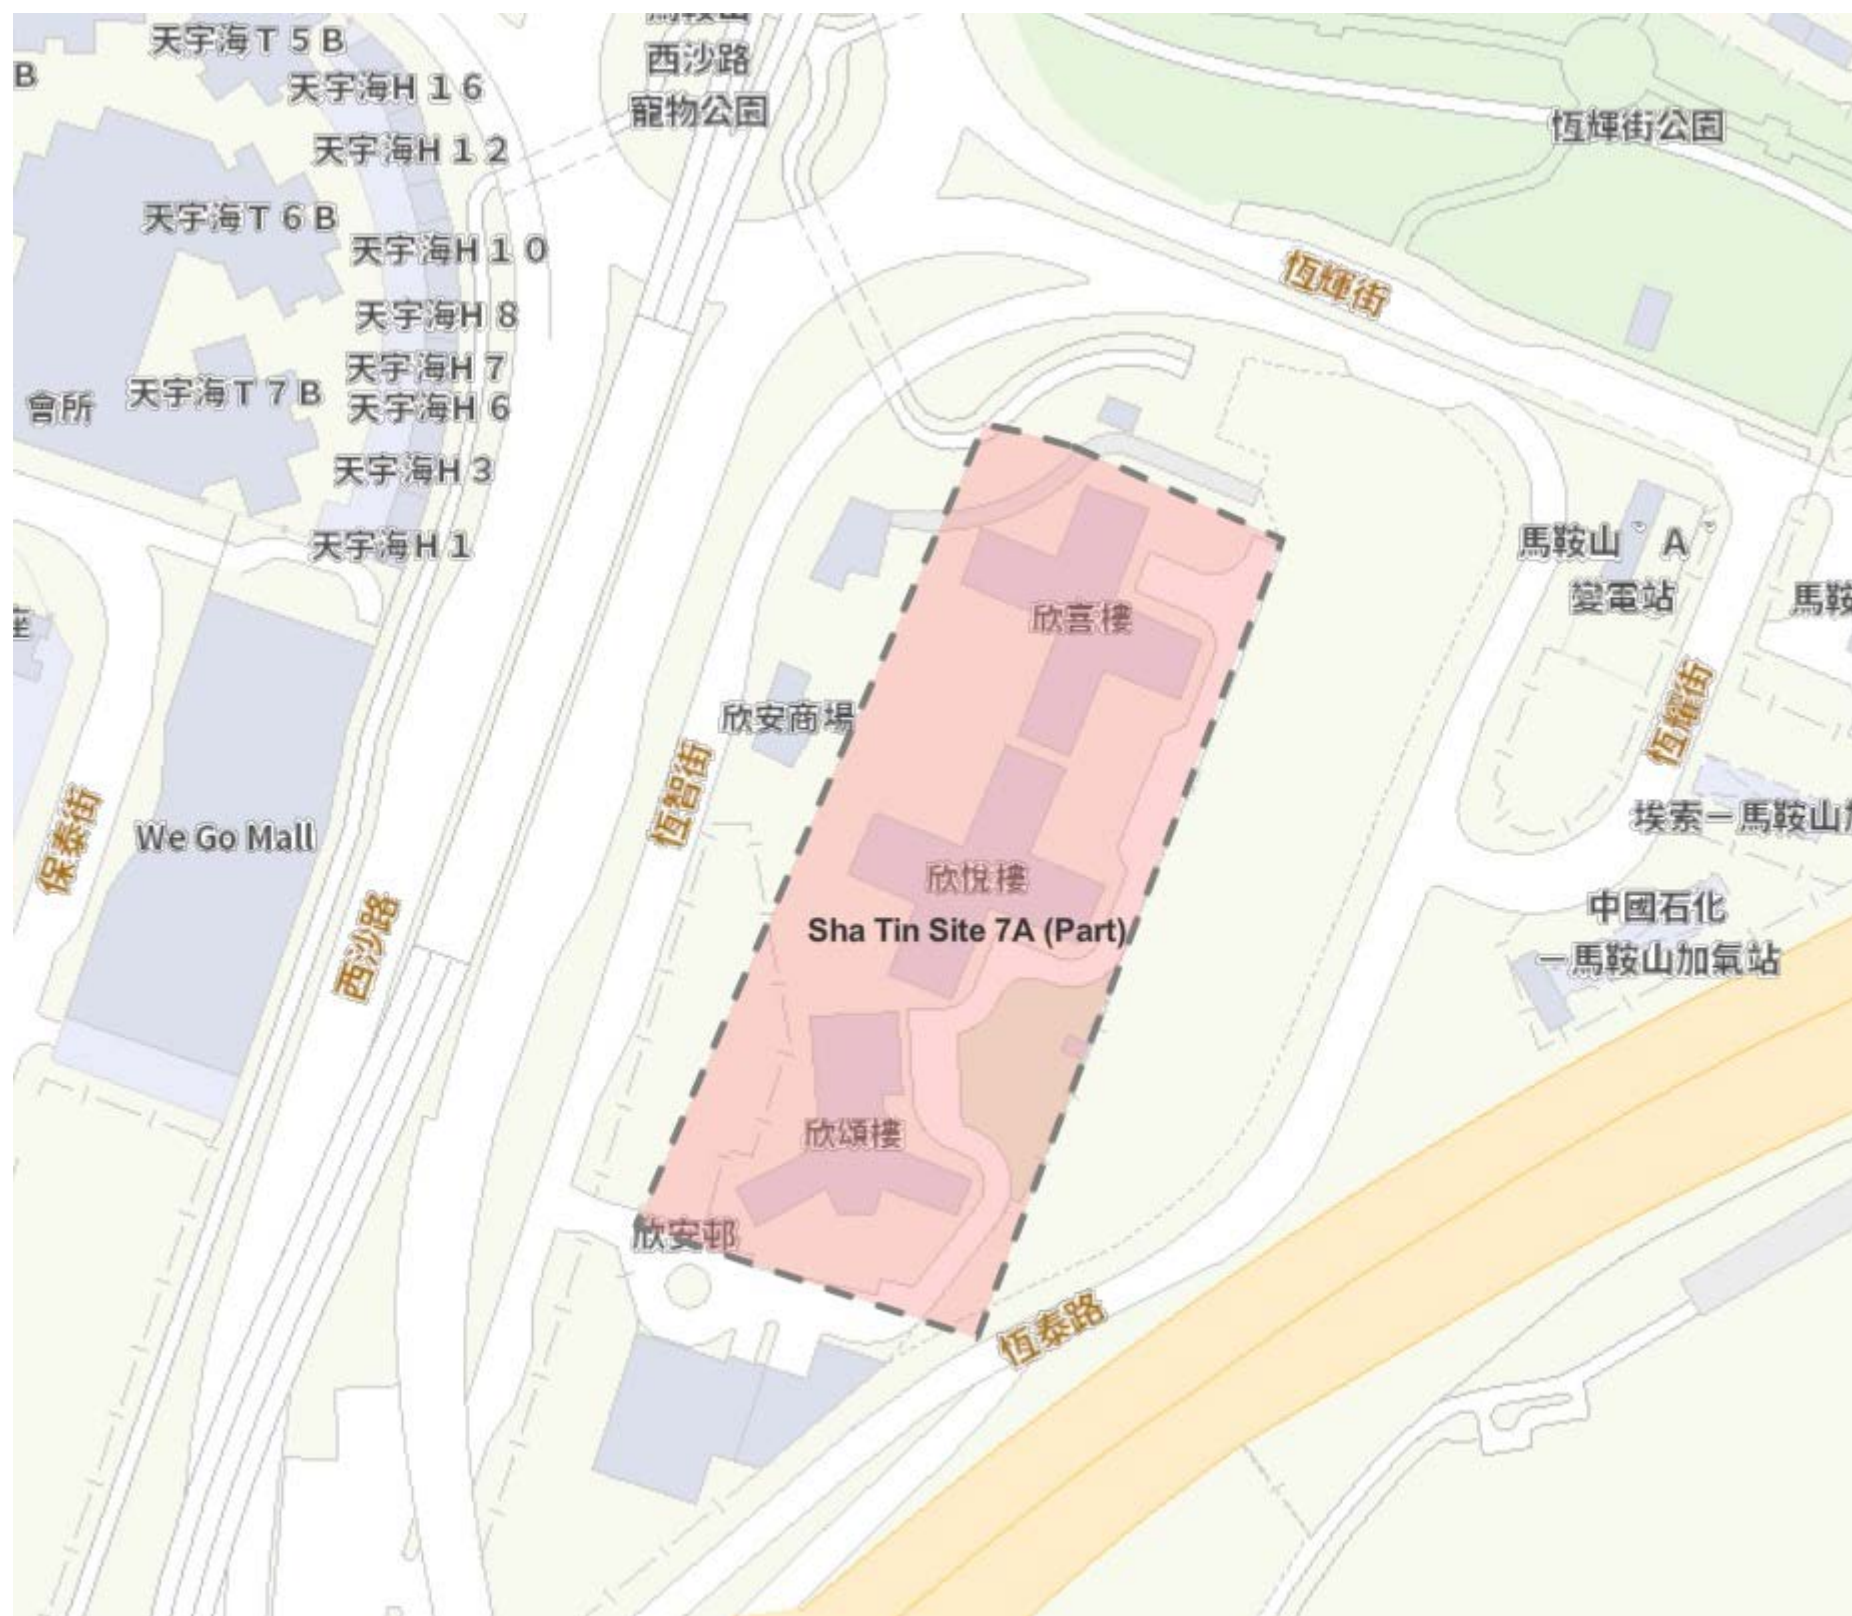 天宇海T 5 B
西沙路
寵物公園
B
天宇海H 1 6
天宇海H 1 2
恆輝街公園
天宇海T 6 B
天宇海H 1 0
恆輝街
天宇海H 8
天宇海H 7
會所
天宇海T 7 B
天宇海H 6
天宇海H 3
天宇海H 1
馬鞍山 ゜A゜
變電站
馬鞍
座
欣喜樓
欣安商場
恆耀街
恆智街
保泰街
We Go Mall
埃索－馬鞍山加
欣悅樓
中國石化
－馬鞍山加氣站
Sha Tin Site 7A (Part)
西沙路
欣頌樓
欣安邨
恆泰路